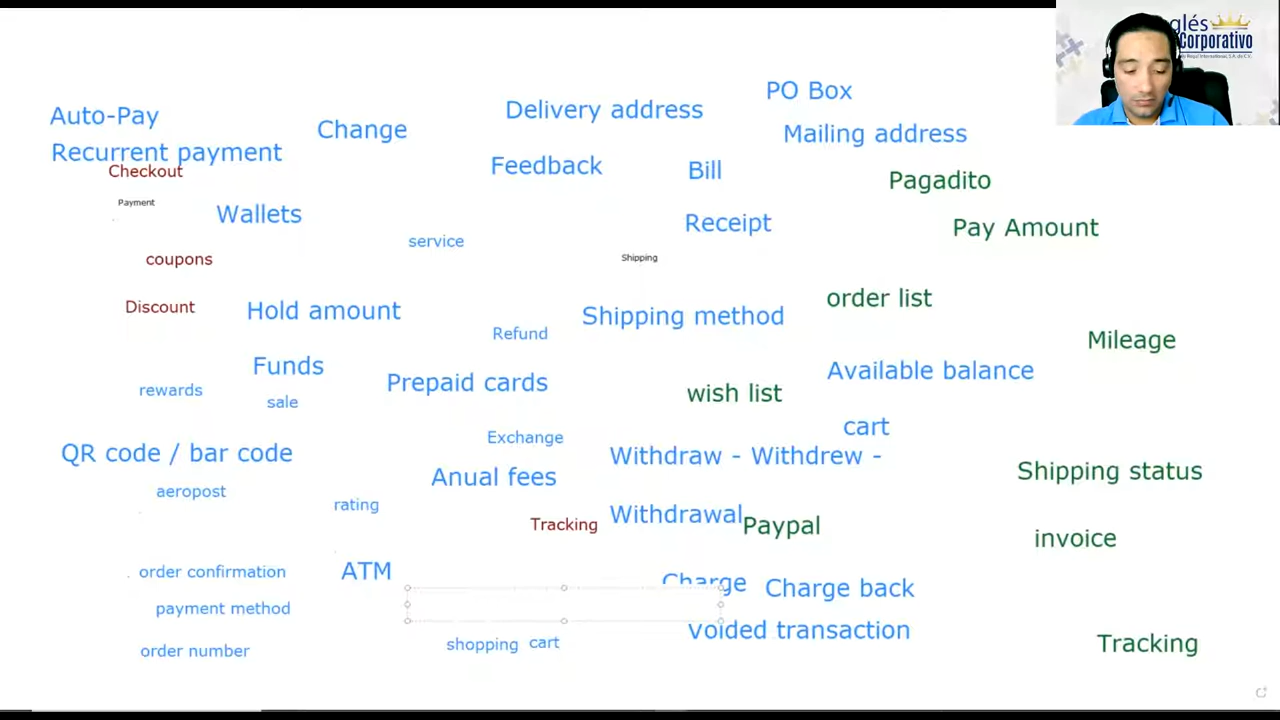 glés
Corporativo
PO Box
Delivery address
Auto-Pay
Change
Mailing address
Recurrent payment
Feedback
Bill
Checkout
Pagadito
Payment
Wallets
Receipt
Pay Amount
service
coupons
Shipping
order list
Discount
Hold amount
Shipping method
Refund
Mileage
Funds
Available balance
Prepaid cards
rewards
wish list
sale
cart
Exchange
QR code / bar code
Withdraw - Withdrew -
Shipping status
Anual fees
aeropost
rating
Withdrawal
Tracking
Paypal
invoice
order confirmation
ATM
Charge
Charge back
payment method
voided transaction
shopping cart
Tracking
order number